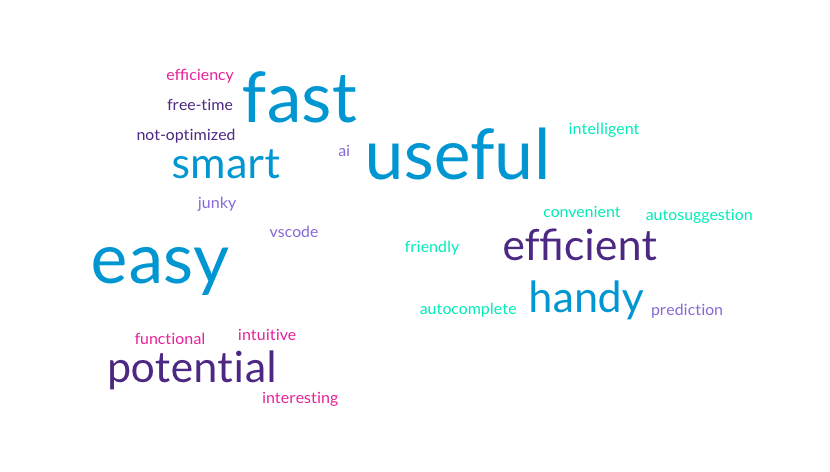 efficiency
fast
free-time
not-optimized
intelligent
useful
ai
smart
junky
convenient
autosuggestion
vscode
friendly
efficient
easy
handy
autocomplete
prediction
functional
intuitive
potential
interesting